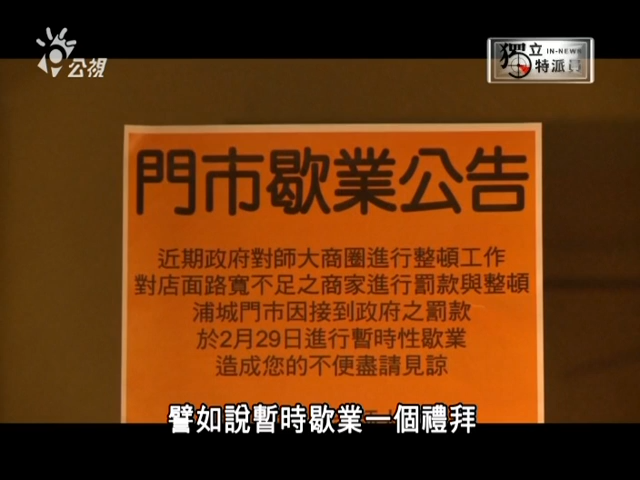 公視
獨立特派員
IN-NEWS
門市歇業公告
近期政府對師大商圈進行整頓工作
對店面路寬不足之商家進行罰款與整頓
浦城門市因接到政府之罰款
於2月29日進行暫時性歇業
造成您的不便盡請見諒
譬如說暫時歇業一個禮拜